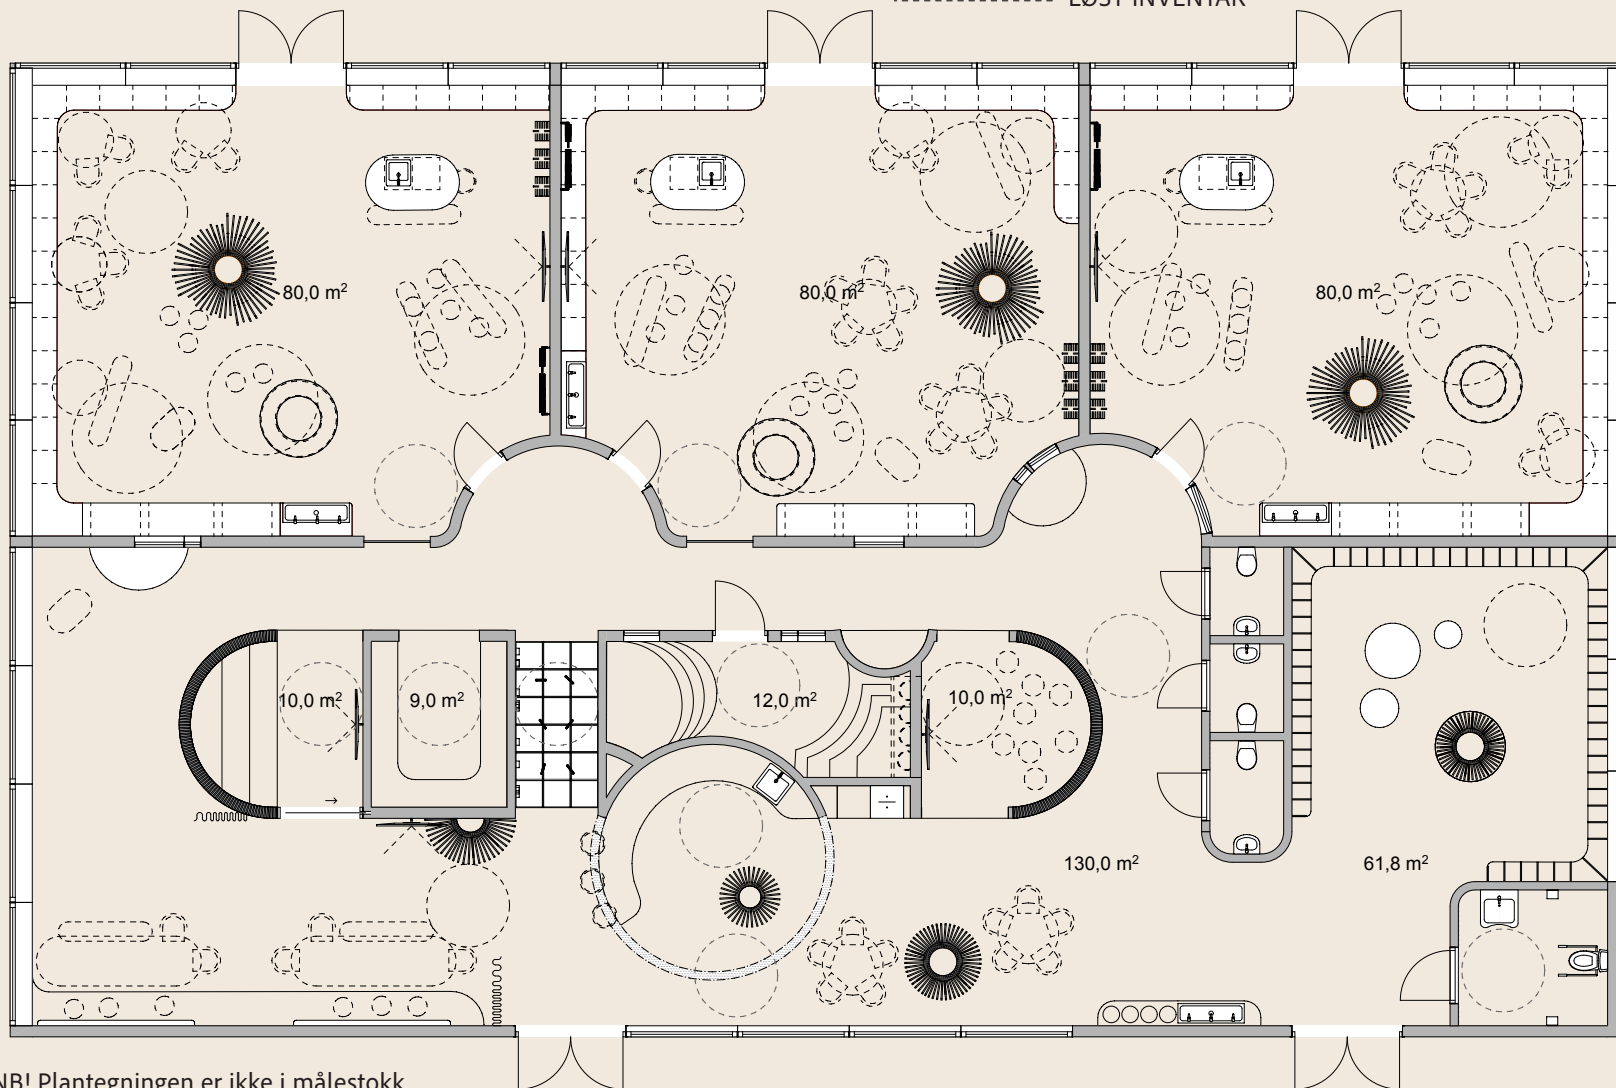 LØST INVENTAR
80,0 m²
80,0 m²
80,0 m²
10,0 m²
9,0 m²
12,0 m²
10,0 m²
130,0 m²
61,8 m²
NB! Plantegningen er ikke i målestokk